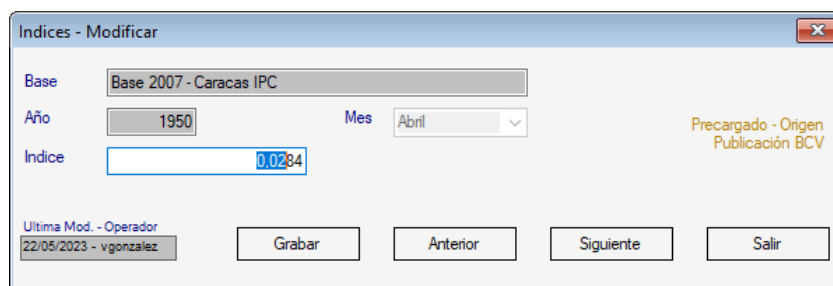 Indices - Modificar
Base Base 2007 - Caracas IPC
Año 1950 Mes Abril
Precargado - Origen
Publicación BCV
Indice 0,0284
Ultima Mod. - Operador
22/05/2023 - vgonzalez
Grabar Anterior Siguiente Salir